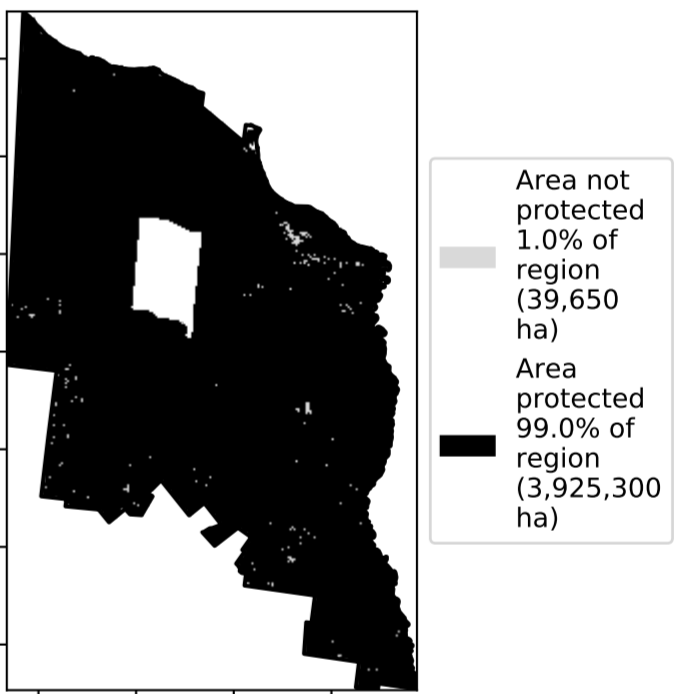 Area not
protected
1.0% of
region
(39,650
ha)
Area
protected
99.0% of
region
(3,925,300
ha)